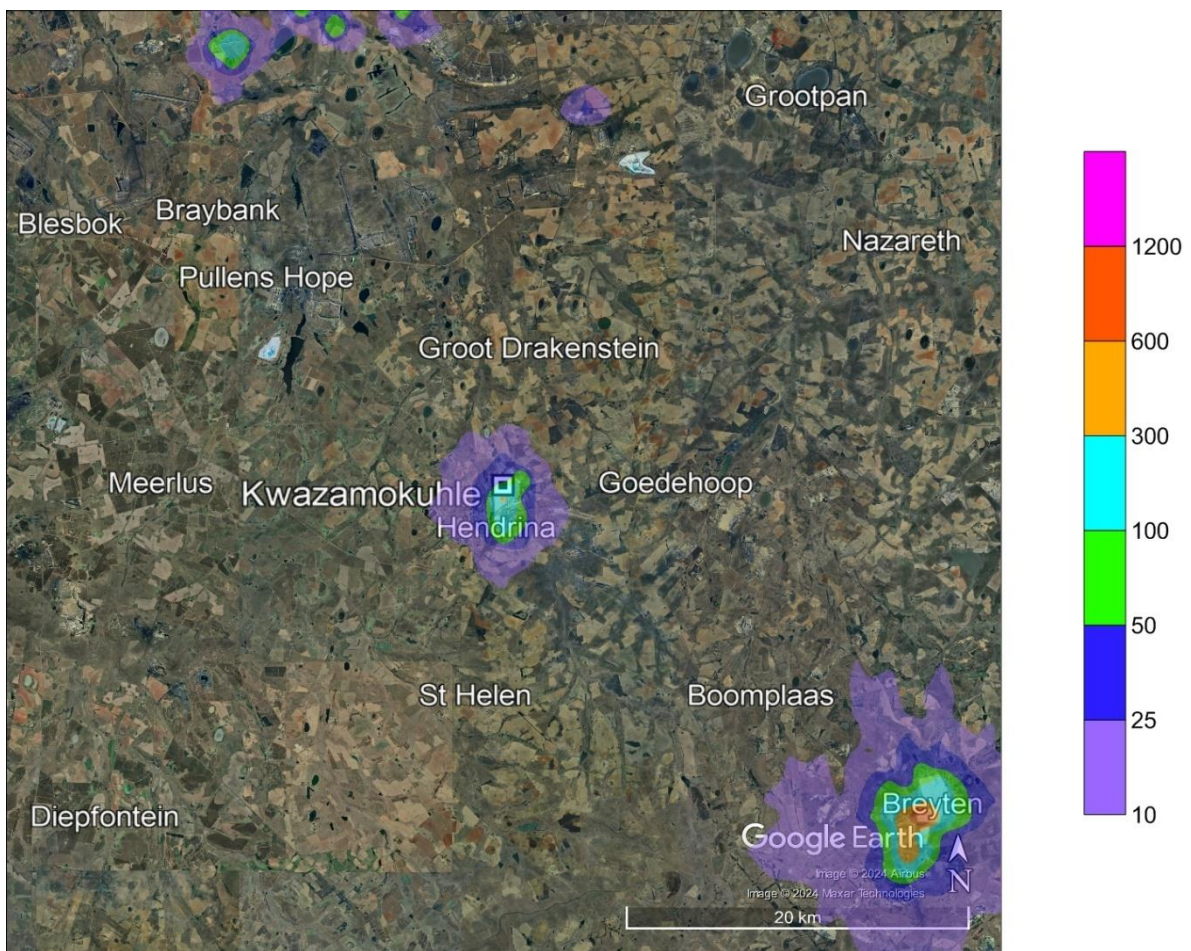 Grootpan
Blesbok
Braybank
Nazareth
Pullens Hope
Groot Drakenstein
Meerlus
Kwazamokuhle
Goedehoop
Hendrina
St Helen
Boomplaas
Breyten
Diepfontein
Google Earth
Image © 2024 Airbus
Image © 2024 Maxar Technologies
N
20 km
1200
600
300
100
50
25
10